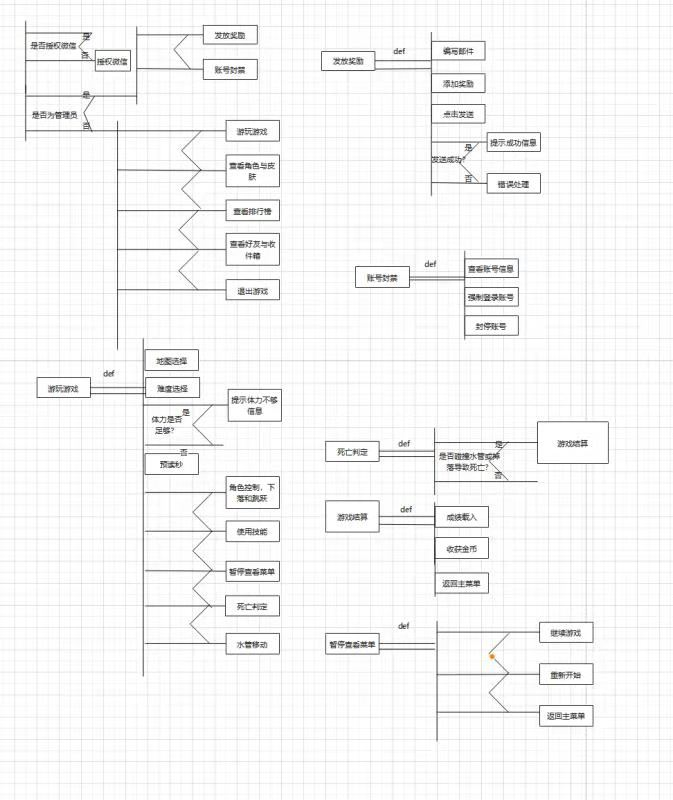 是否授权微信
是
否
授权微信
发放奖励
账号封禁
是否为管理员
是
否
游玩游戏
查看角色与皮
肤
查看排行榜
查看好友与收
件箱
退出游戏
发放奖励
def
编写邮件
添加奖励
点击发送
发送成功?
是
否
提示成功信息
错误处理
账号封禁
def
查看账号信息
强制登录账号
封停账号
游玩游戏
def
地图选择
难度选择
体力是否
足够?
是
否
提示体力不够
信息
预读秒
角色控制,下
落和跳跃
使用技能
暂停查看菜单
死亡判定
水管移动
死亡判定
def
是否碰撞水管或掉
落导致死亡?
是
否
游戏结算
游戏结算
def
成绩载入
收获金币
返回主菜单
暂停查看菜单
def
继续游戏
重新开始
返回主菜单